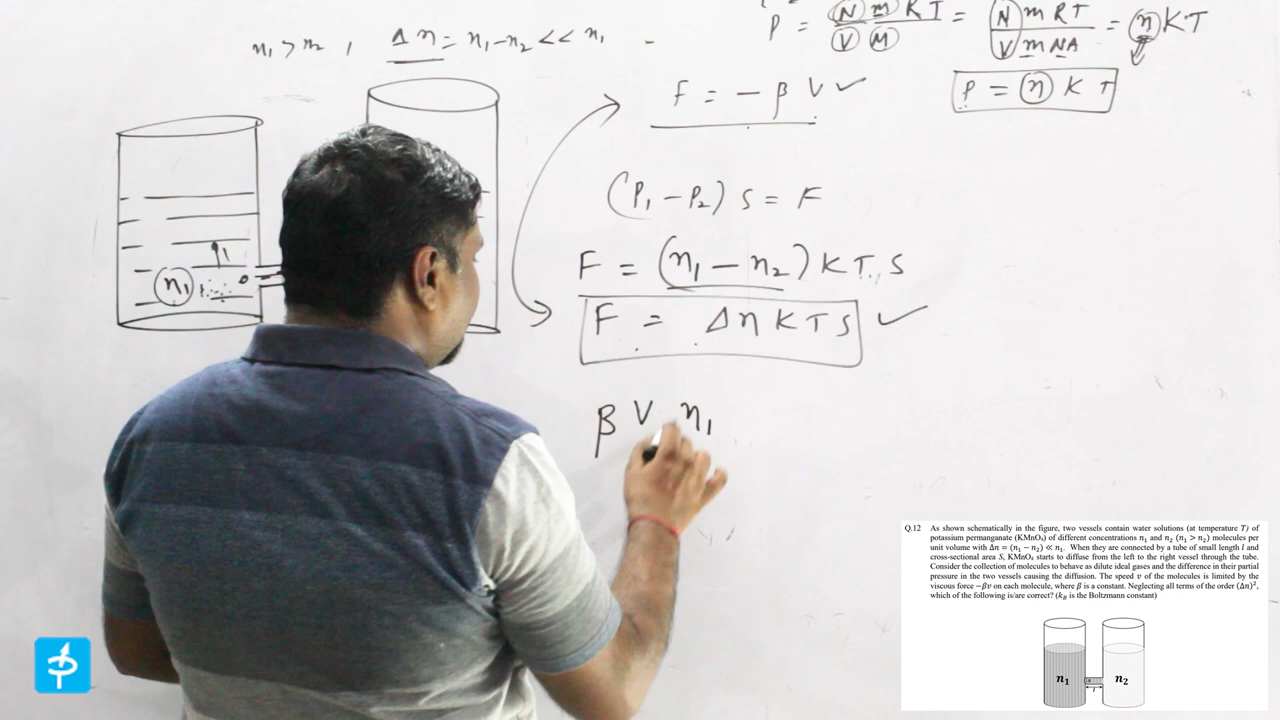 n₁ > n₂ , Δn = n₁ - n₂ << n₁
P = N m K T / V M = N m R T / V m NA = n K T
P = n K T
F = - β V ✓
(P₁ - P₂) S = F
F = (n₁ - n₂) K T S
F = Δn K T S ✓
β V n₁
n₁
Q.12 As shown schematically in the figure, two vessels contain water solutions (at temperature T) of
potassium permanganate (KMnO₄) of different concentrations n₁ and n₂ (n₁ > n₂) molecules per
unit volume with Δn = (n₁ − n₂) ≪ n₁. When they are connected by a tube of small length l and
cross-sectional area S, KMnO₄ starts to diffuse from the left to the right vessel through the tube.
Consider the collection of molecules to behave as dilute ideal gases and the difference in their partial
pressure in the two vessels causing the diffusion. The speed v of the molecules is limited by the
viscous force −βv on each molecule, where β is a constant. Neglecting all terms of the order (Δn)²,
which of the following is/are correct? (k_B is the Boltzmann constant)
n₁ n₂
l